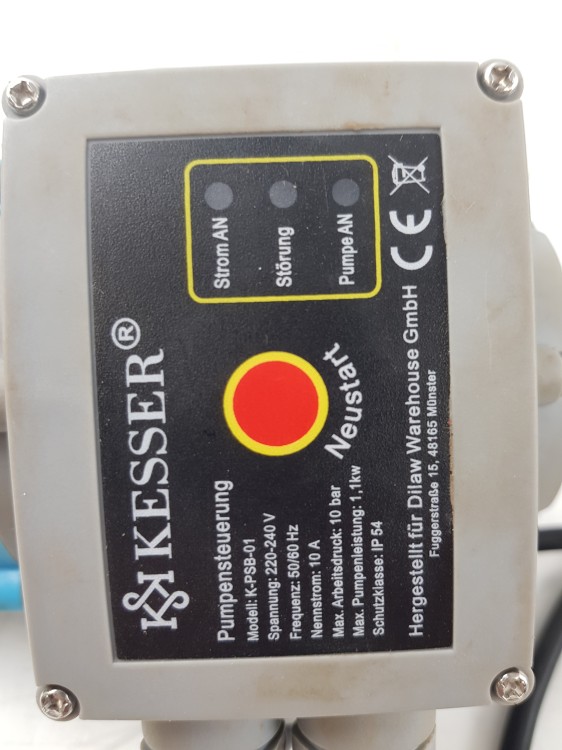 KESSER®
Pumpensteuerung
Modell: K-PSB-01
Spannung: 220-240 V
Frequenz: 50/60 Hz
Nennstrom: 10 A
Max. Arbeitsdruck: 10 bar
Max. Pumpenleistung: 1,1kw
Schutzklasse: IP 54
Neustart
Strom AN
Störung
Pumpe AN
Hergestellt für Dilaw Warehouse GmbH
Fuggerstraße 15, 48165 Münster
CE